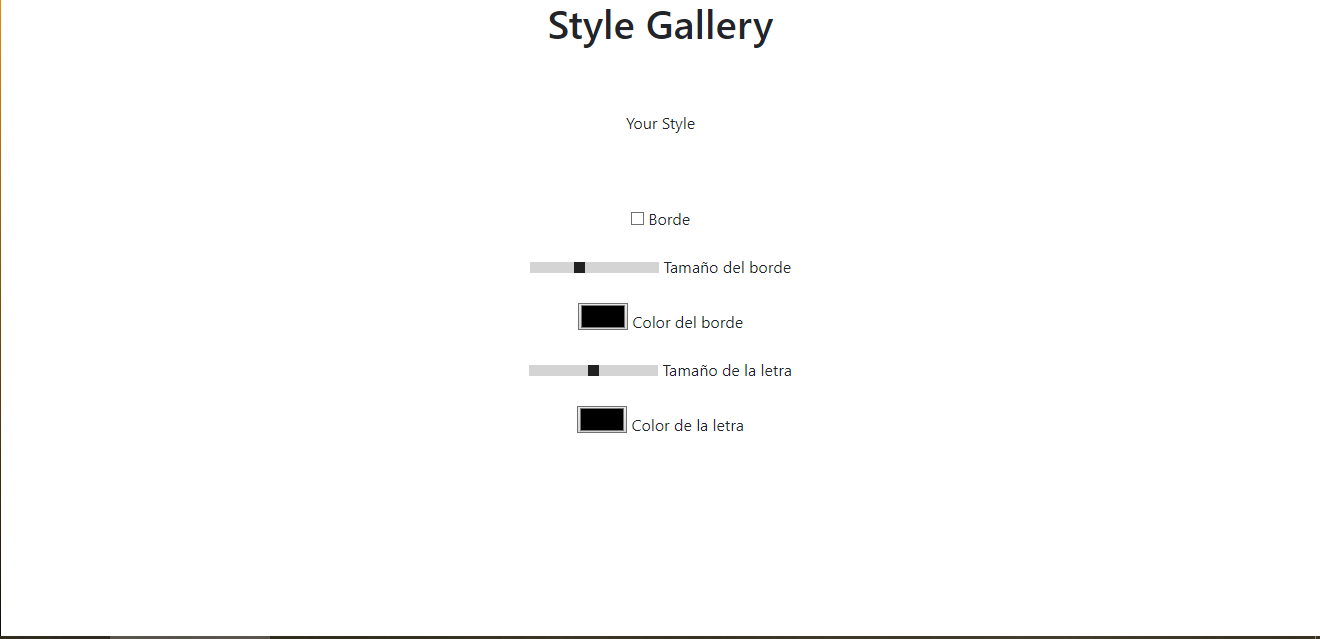 Style Gallery
Your Style
Borde
Tamaño del borde
Color del borde
Tamaño de la letra
Color de la letra